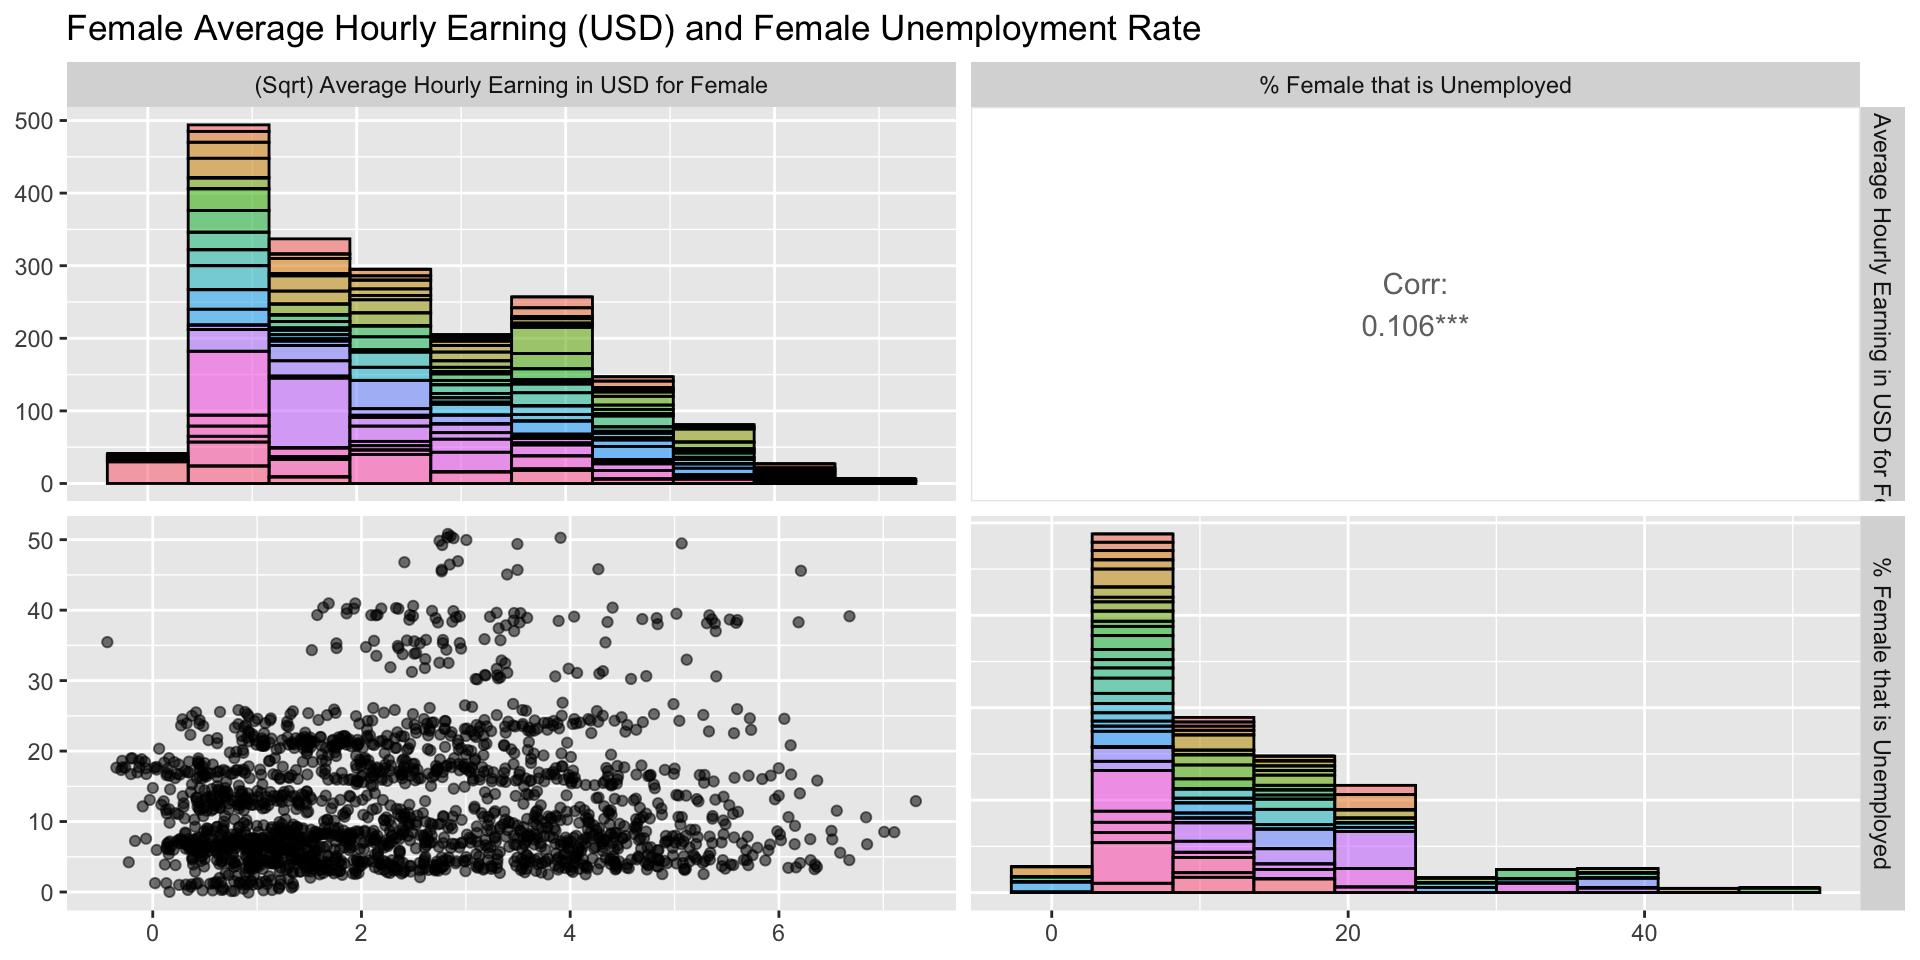 Female Average Hourly Earning (USD) and Female Unemployment Rate
(Sqrt) Average Hourly Earning in USD for Female
% Female that is Unemployed
500
400
300
200
100
0
Corr:
0.106***
Average Hourly Earning in USD for
50
40
30
20
10
0
% Female that is Unemployed
0 2 4 6
0 20 40